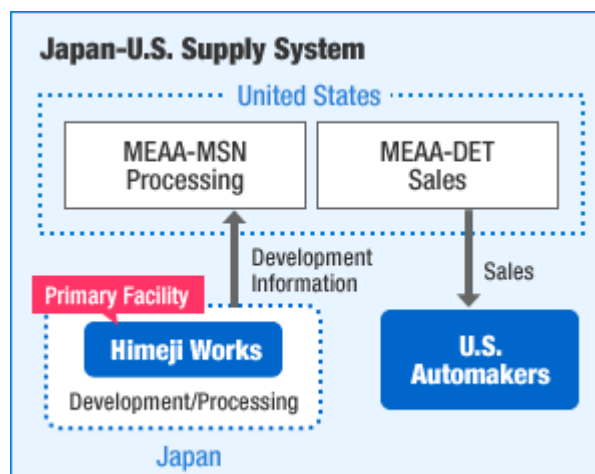 Japan-U.S. Supply System
United States
MEAA-MSN
Processing
MEAA-DET
Sales
Development
Information
Sales
Primary Facility
Himeji Works
Development/Processing
Japan
U.S.
Automakers